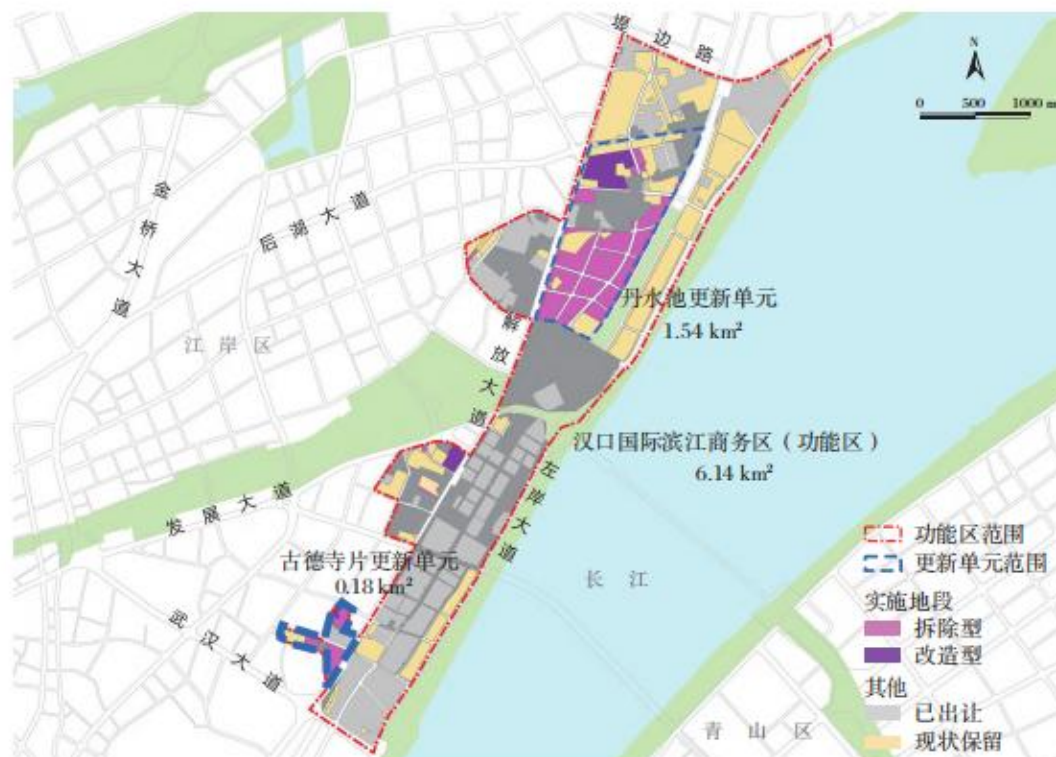 堤边路
N
0 500 1000 m
金桥大道
后湖大道
丹水池更新单元
1.54 km²
江岸区
解放大道
汉口国际滨江商务区（功能区）
6.14 km²
左岸大道
发展大道
古德寺片更新单元
0.18 km²
长江
武汉大道
青山区
功能区范围
更新单元范围
实施地段
拆除型
改造型
其他
已出让
现状保留